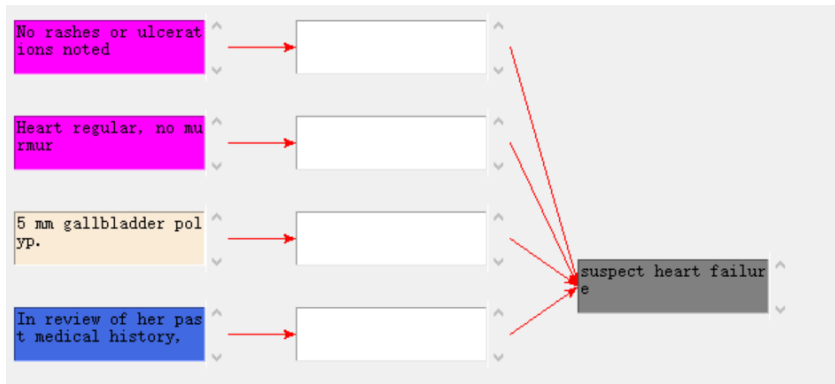 No rashes or ulcerat
ions noted
Heart regular, no mu
rmur
5 mm gallbladder pol
yp.
In review of her pas
t medical history,
suspect heart failur
e